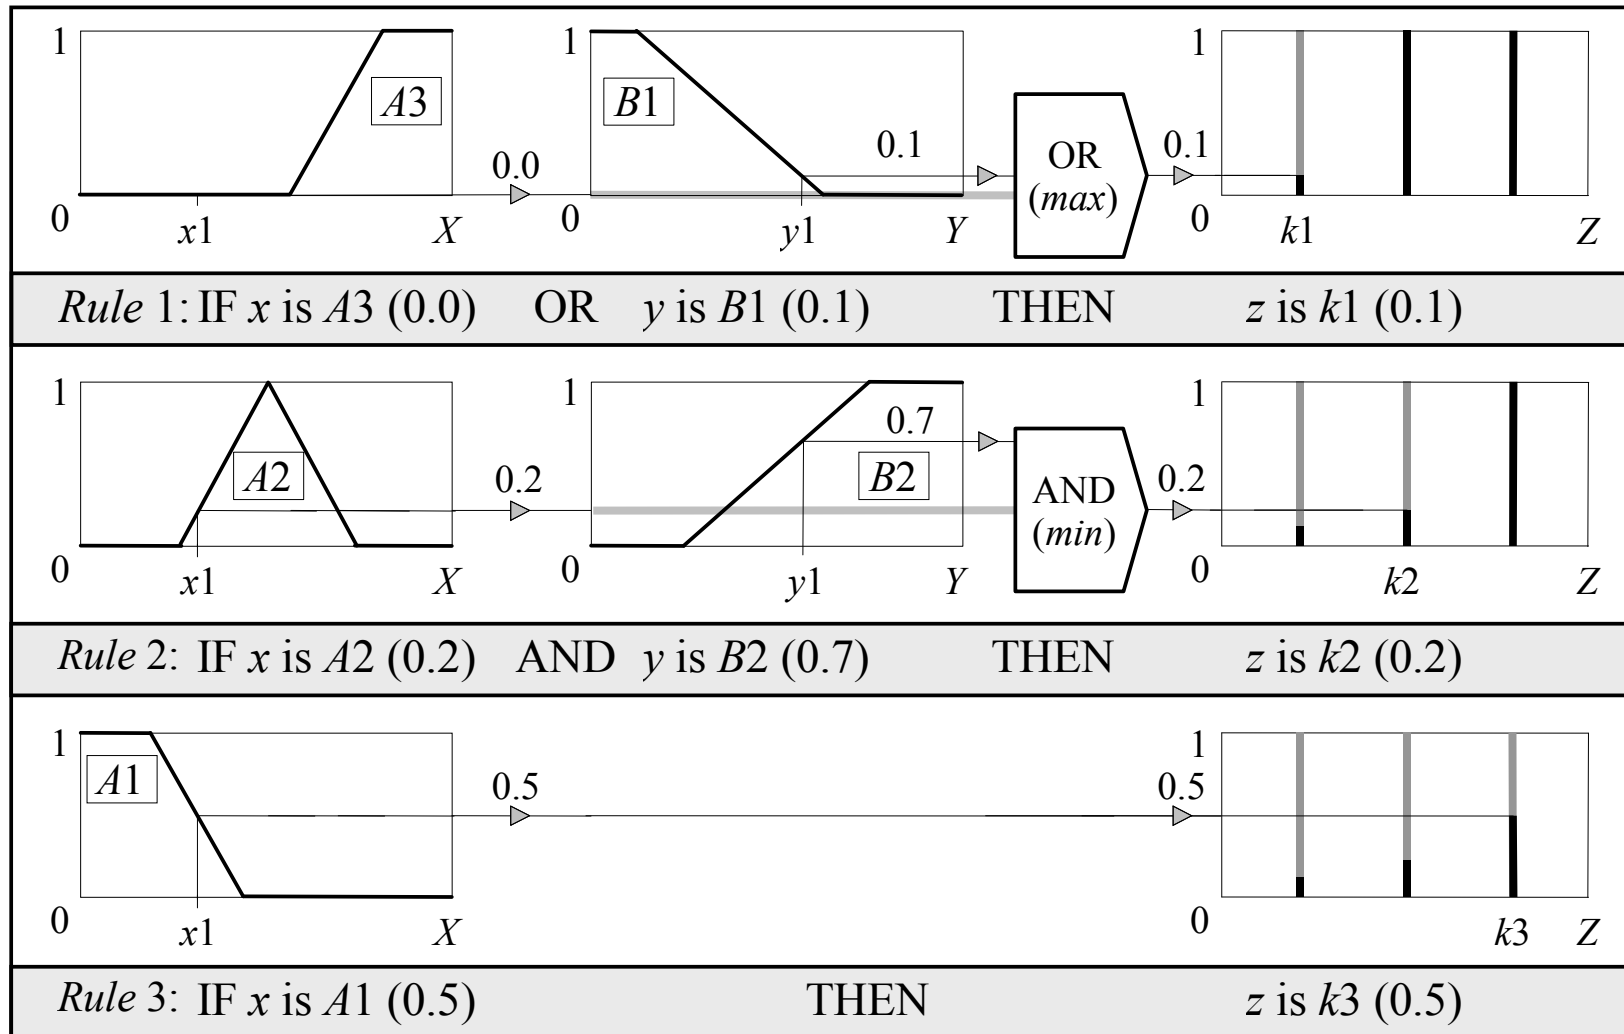 1 A3 0.0 1 B1 0.1 OR (max) 0.1 1
0 x1 X 0 y1 Y 0 k1 Z
Rule 1: IF x is A3 (0.0) OR y is B1 (0.1) THEN z is k1 (0.1)
1 A2 0.2 1 0.7 B2 AND (min) 0.2 1
0 x1 X 0 y1 Y 0 k2 Z
Rule 2: IF x is A2 (0.2) AND y is B2 (0.7) THEN z is k2 (0.2)
1 A1 0.5 0.5 1
0 x1 X 0 k3 Z
Rule 3: IF x is A1 (0.5) THEN z is k3 (0.5)